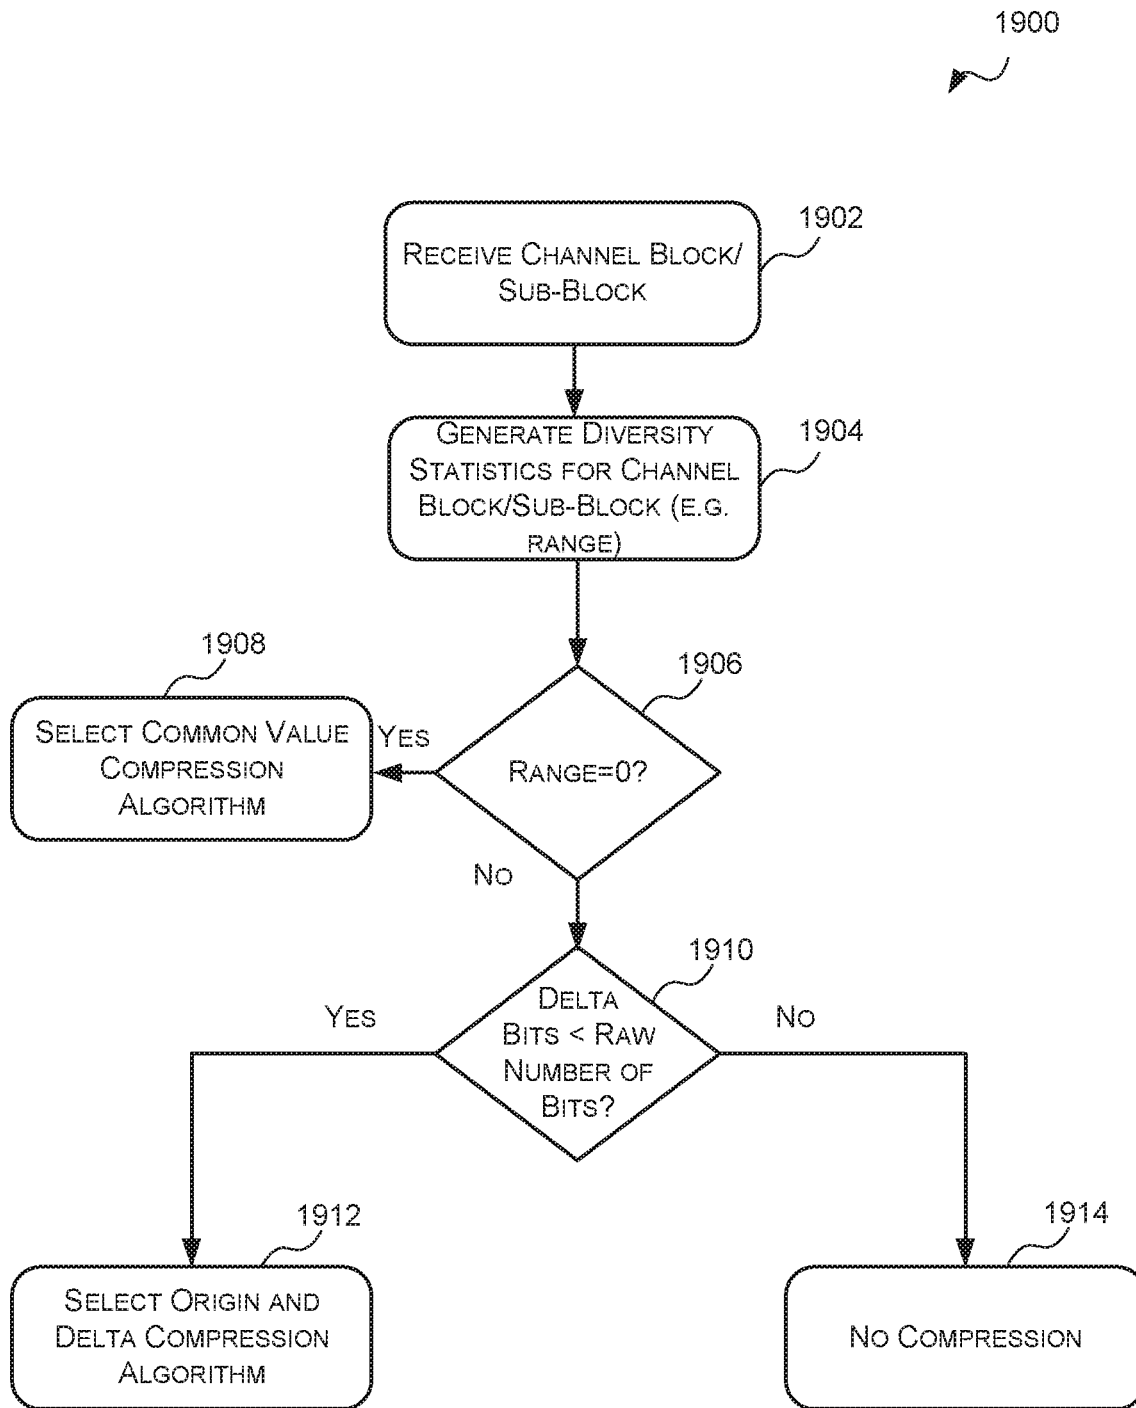 1900
1902
RECEIVE CHANNEL BLOCK/
SUB-BLOCK
1904
GENERATE DIVERSITY
STATISTICS FOR CHANNEL
BLOCK/SUB-BLOCK (E.G.
RANGE)
1908
1906
SELECT COMMON VALUE
COMPRESSION
ALGORITHM
YES
RANGE=0?
NO
1910
YES
DELTA
BITS < RAW
NUMBER OF
BITS?
NO
1912
1914
SELECT ORIGIN AND
DELTA COMPRESSION
ALGORITHM
NO COMPRESSION